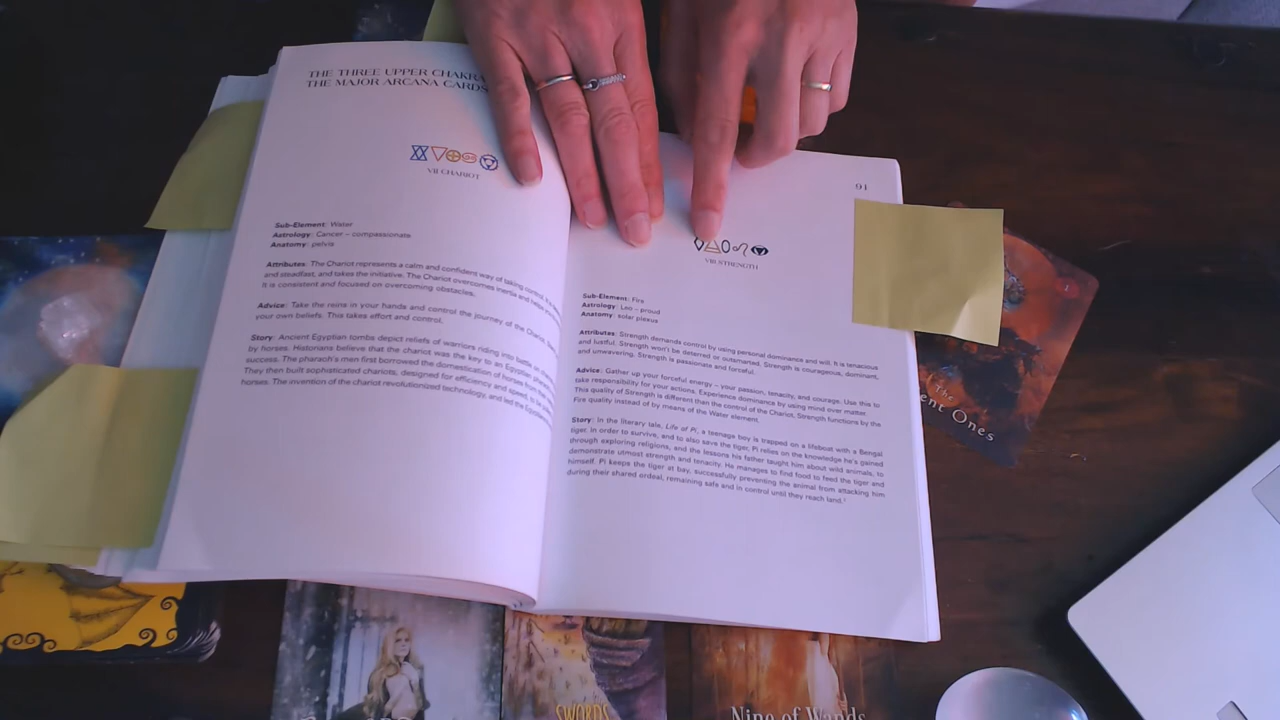 THE THREE UPPER CHAKRA
THE MAJOR ARCANA CARDS
VII CHARIOT
Sub-Element: Water
Astrology: Cancer – compassionate
Anatomy: pelvis
Attributes: The Chariot represents a calm and confident way of taking control. It is
and steadfast, and takes the initiative. The Chariot overcomes inertia and helps
It is consistent and focused on overcoming obstacles.
Advice: Take the reins in your hands and control the journey of the Chariot.
your own beliefs. This takes effort and control.
Story: Ancient Egyptian tombs depict reliefs of warriors riding into battle on
by horses. Historians believe that the chariot was the key to an Egyptian
success. The pharaoh's men first borrowed the domestication of horses from their
They then built sophisticated chariots, designed for efficiency and speed, to be
horses. The invention of the chariot revolutionized technology, and led the Egyptians
91
VIII STRENGTH
Sub-Element: Fire
Astrology: Leo – proud
Anatomy: solar plexus
Attributes: Strength demands control by using personal dominance and will. It is tenacious
and lustful. Strength won't be deterred or outsmarted. Strength is courageous, dominant,
and unwavering. Strength is passionate and forceful.
Advice: Gather up your forceful energy – your passion, tenacity, and courage. Use this to
take responsibility for your actions. Experience dominance by using mind over matter.
This quality of Strength is different than the control of the Chariot. Strength functions by the
Fire quality instead of by means of the Water element.
Story: In the literary tale, Life of Pi, a teenage boy is trapped on a lifeboat with a Bengal
tiger. In order to survive, and to also save the tiger, Pi relies on the knowledge he's gained
through exploring religions, and the lessons his father taught him about wild animals, to
demonstrate utmost strength and tenacity. He manages to find food to feed the tiger and
himself. Pi keeps the tiger at bay, successfully preventing the animal from attacking him
during their shared ordeal, remaining safe and in control until they reach land.¹
The
ent Ones
SWORDS
Nine of Wands